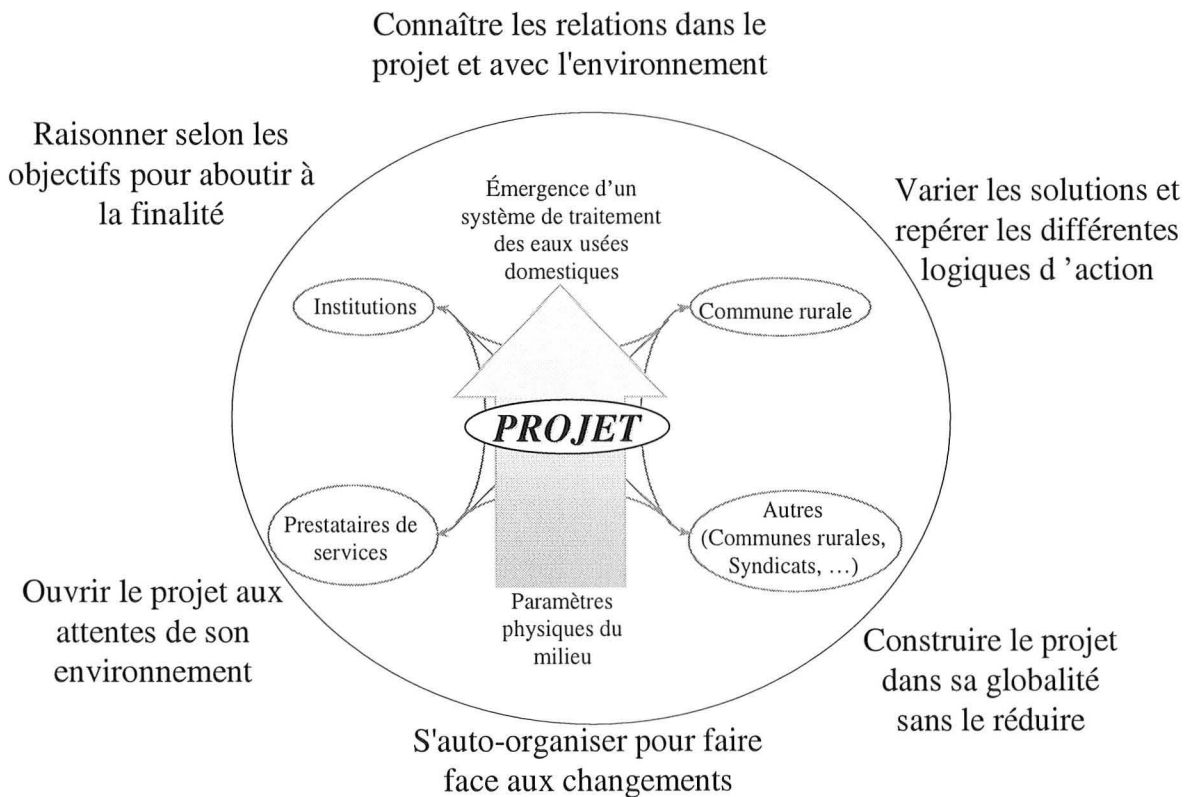 Connaître les relations dans le
projet et avec l'environnement
Raisonner selon les
objectifs pour aboutir à
la finalité
Émergence d’un
système de traitement
des eaux usées
domestiques
Varier les solutions et
repérer les différentes
logiques d ’action
Institutions
Commune rurale
PROJET
Prestataires de
services
Autres
(Communes rurales,
Syndicats, …)
Ouvrir le projet aux
attentes de son
environnement
Paramètres
physiques du
milieu
Construire le projet
dans sa globalité
sans le réduire
S'auto-organiser pour faire
face aux changements